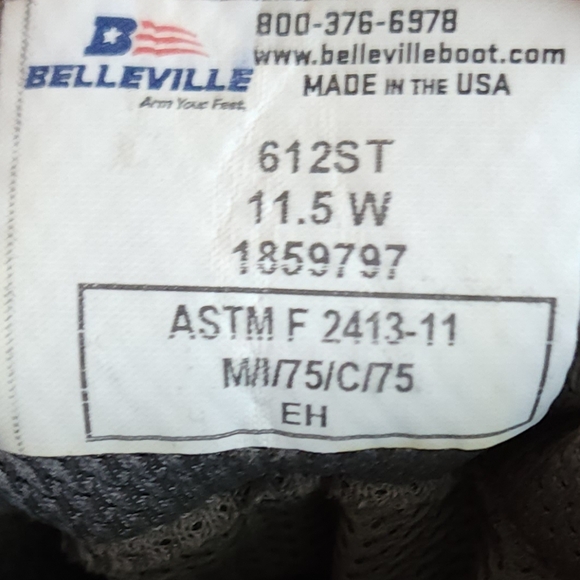 800-376-6978
www.bellevilleboot.com
BELLEVILLE
Arm Your Feet.
MADE IN THE USA
612ST
11.5 W
1859797
ASTM F 2413-11
M/I/75/C/75
EH